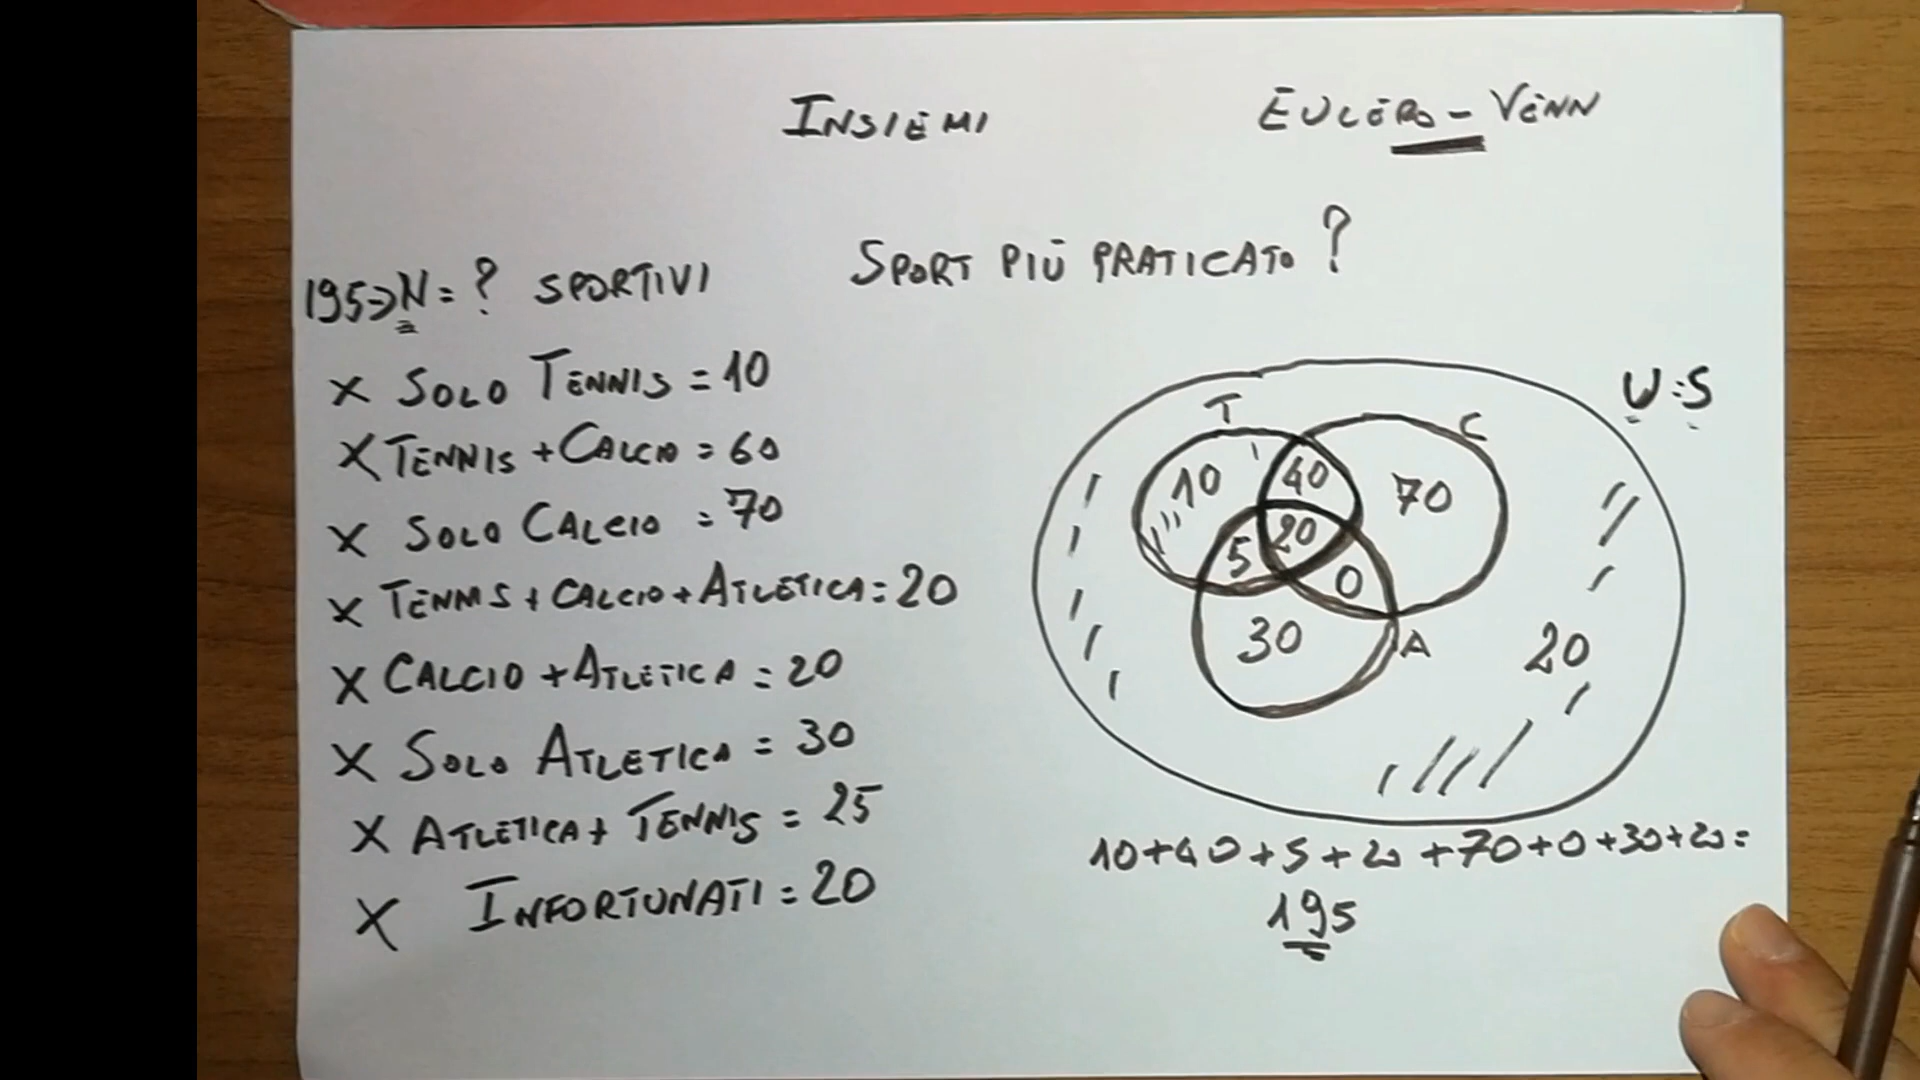 INSIEMI
EULERO - VENN
SPORT PIÙ PRATICATO ?
195=>N = ? SPORTIVI
X SOLO TENNIS = 10
X TENNIS + CALCIO = 60
X SOLO CALCIO = 70
X TENNIS + CALCIO + ATLETICA = 20
X CALCIO + ATLETICA = 20
X SOLO ATLETICA = 30
X ATLETICA + TENNIS = 25
X INFORTUNATI = 20
U=S
T
C
10
40
70
5
20
0
30
A
20
10+40+5+20+70+0+30+20=
195